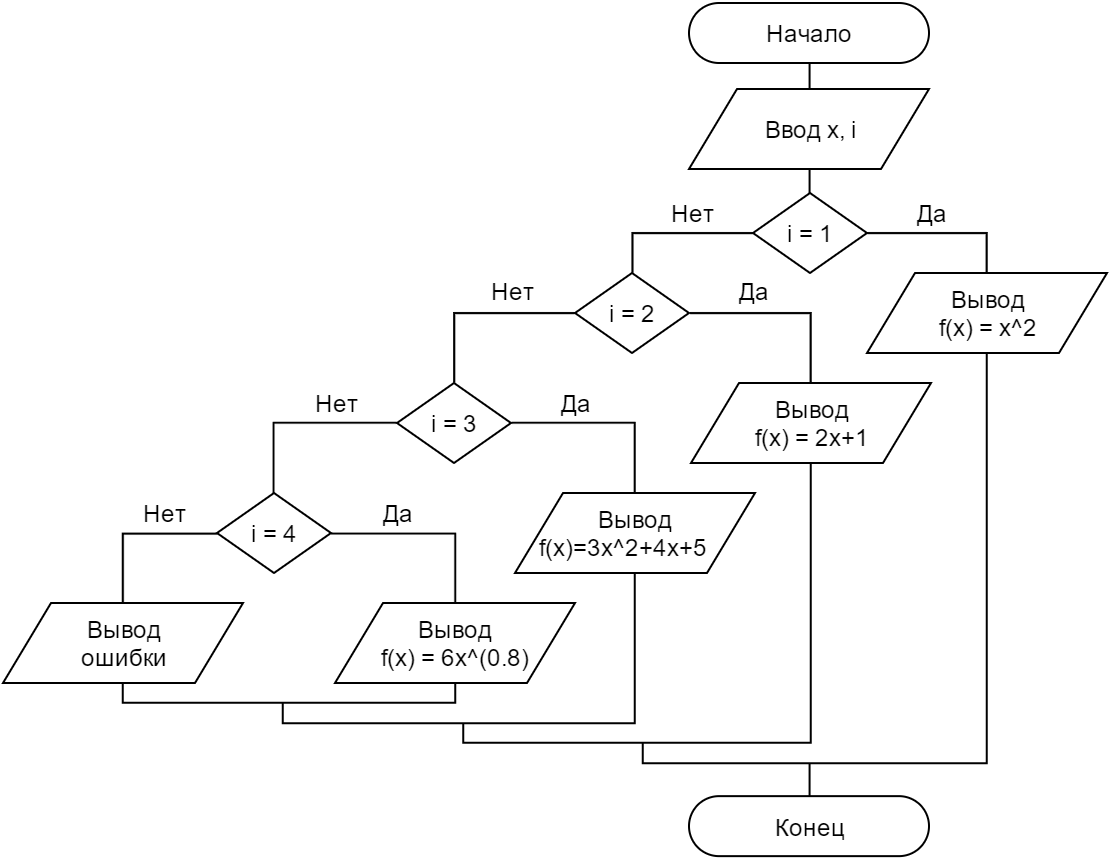 Начало
Ввод x, i
Нет
i = 1
Да
Нет
i = 2
Да
Вывод
f(x) = x^2
Нет
i = 3
Да
Вывод
f(x) = 2x+1
Нет
i = 4
Да
Вывод
f(x)=3x^2+4x+5
Вывод
ошибки
Вывод
f(x) = 6x^(0.8)
Конец